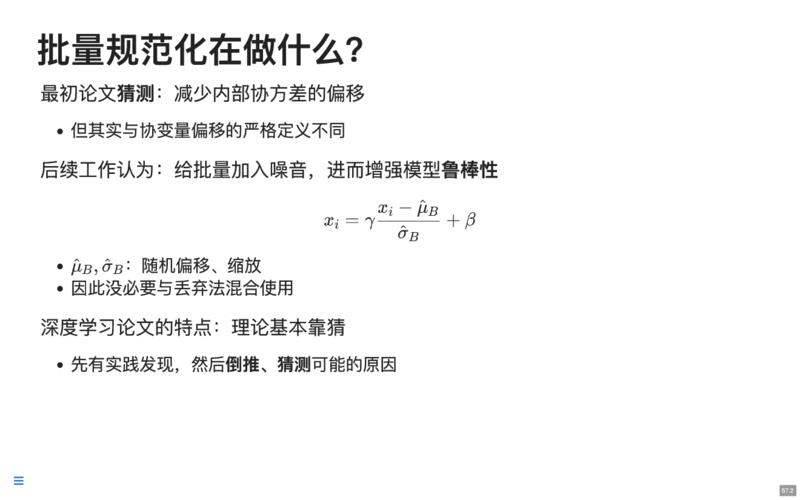 批量规范化在做什么？
最初论文猜测：减少内部协方差的偏移
• 但其实与协变量偏移的严格定义不同
后续工作认为：给批量加入噪音，进而增强模型鲁棒性
$x_i = \gamma \frac{x_i - \hat{\mu}_B}{\hat{\sigma}_B} + \beta$
• $\hat{\mu}_B, \hat{\sigma}_B$：随机偏移、缩放
• 因此没必要与丢弃法混合使用
深度学习论文的特点：理论基本靠猜
• 先有实践发现，然后倒推、猜测可能的原因
57.2